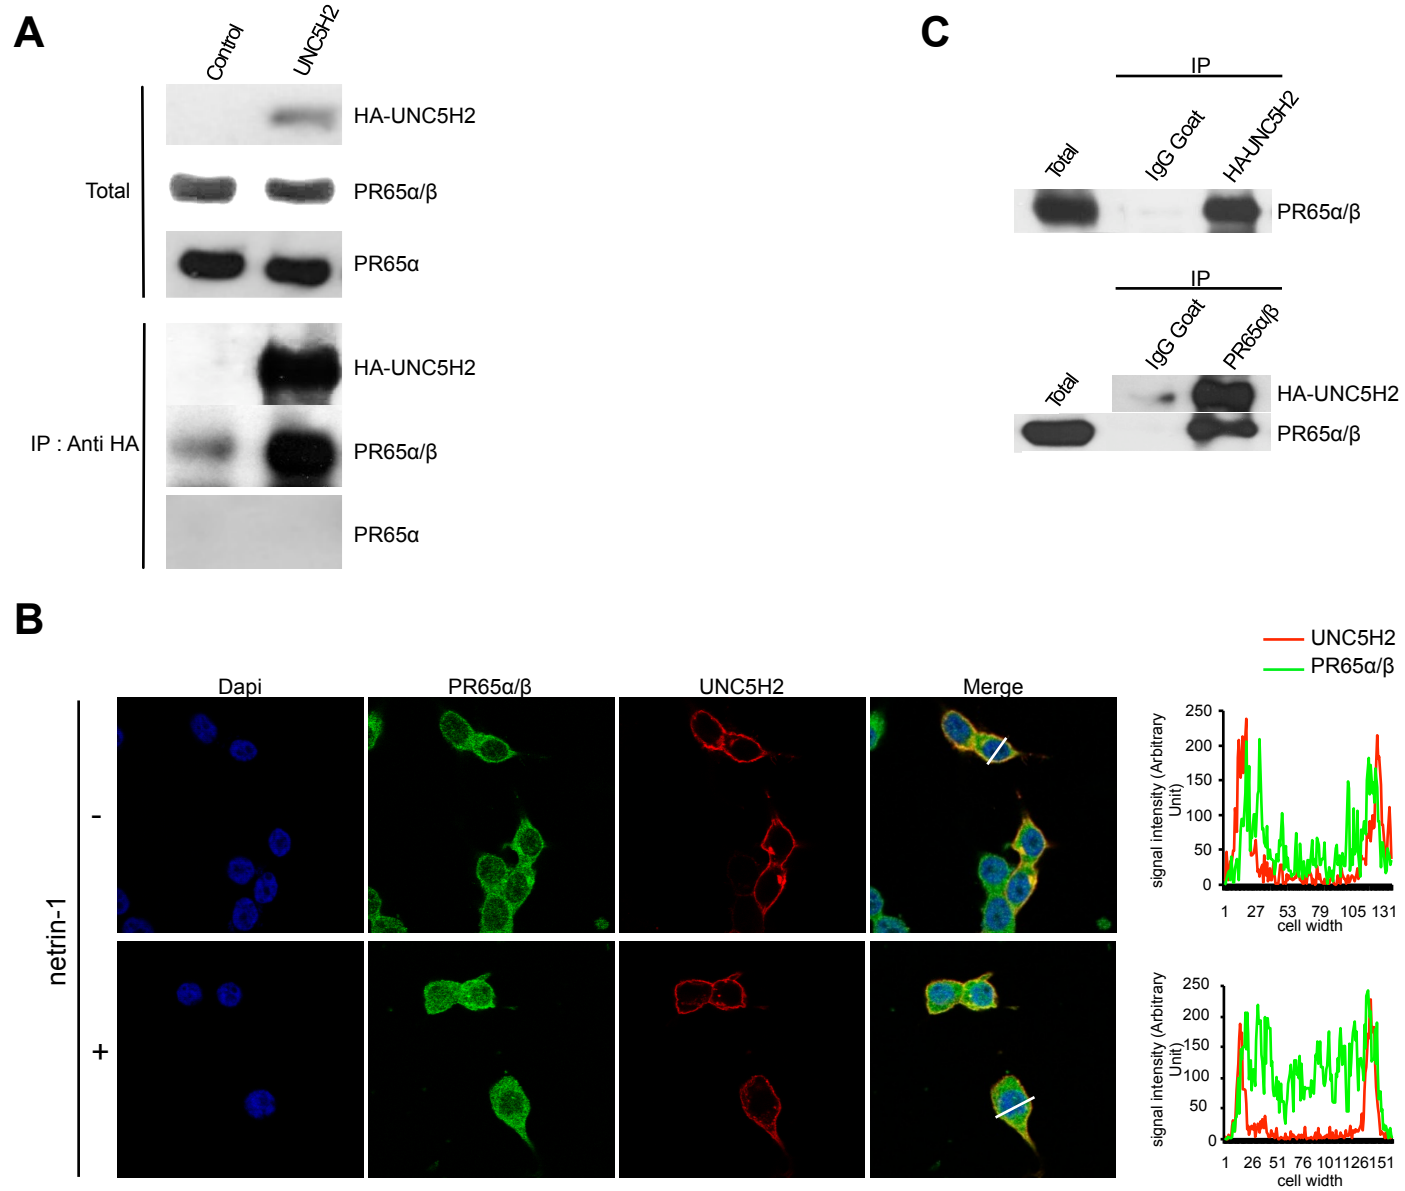 A
Control
UNC5H2
HA-UNC5H2
Total
PR65α/β
PR65α
HA-UNC5H2
IP : Anti HA
PR65α/β
PR65α
C
IP
Total
IgG Goat
HA-UNC5H2
PR65α/β
IP
Total
IgG Goat
PR65α/β
HA-UNC5H2
PR65α/β
B
UNC5H2
PR65α/β
Dapi
PR65α/β
UNC5H2
Merge
netrin-1
-
+
signal intensity (Arbitrary
Unit)
250
200
150
100
50
0
1 27 53 79 105 131
cell width
signal intensity (Arbitrary
Unit)
250
200
150
100
50
0
1 26 51 76 101126151
cell width